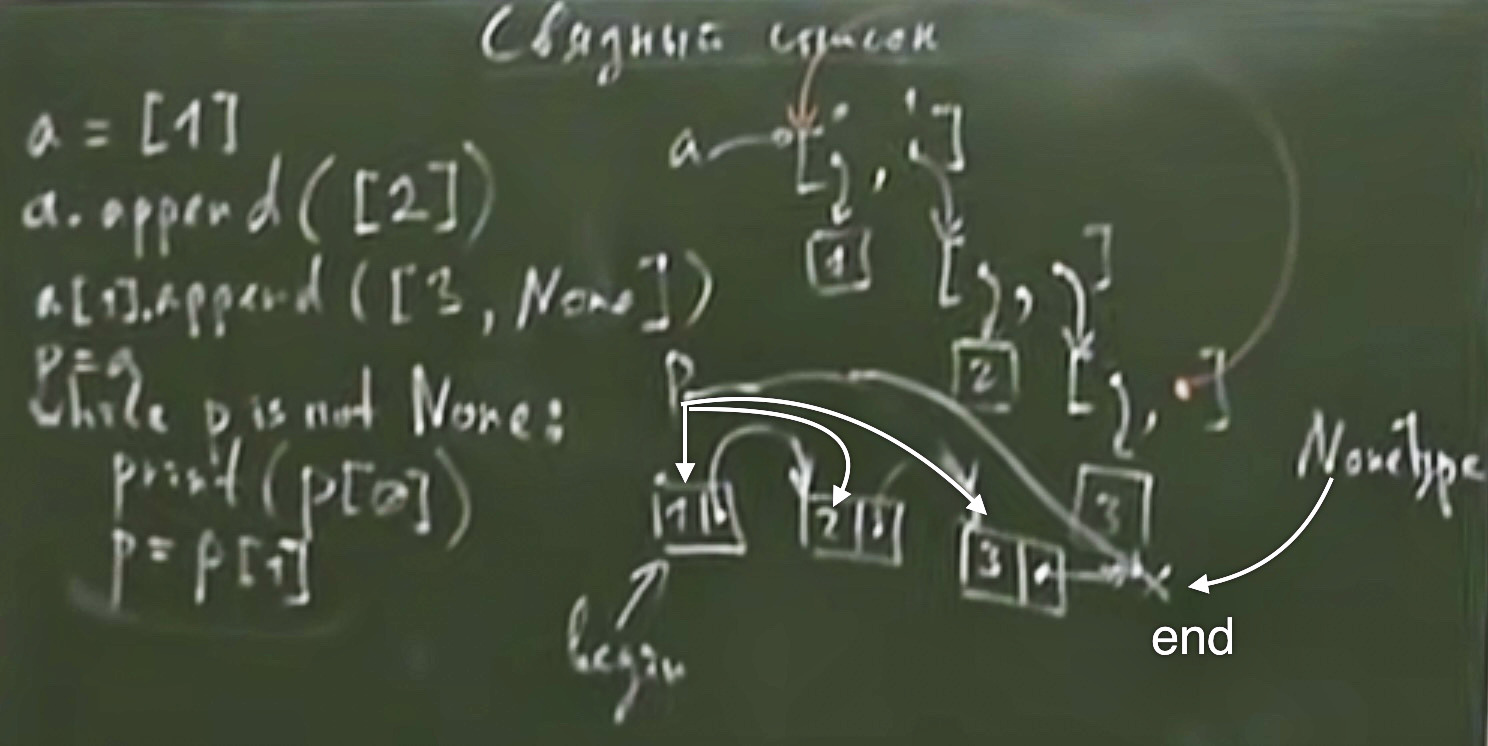 Связный список
a = [1]
a.append([2])
a[1].append([3, None])
p = a
while p is not None:
print(p[0])
p = p[1]
a [ , ]
1
[ , ]
2
[ , ]
3
NoneType
p
1
2
3
begin
end